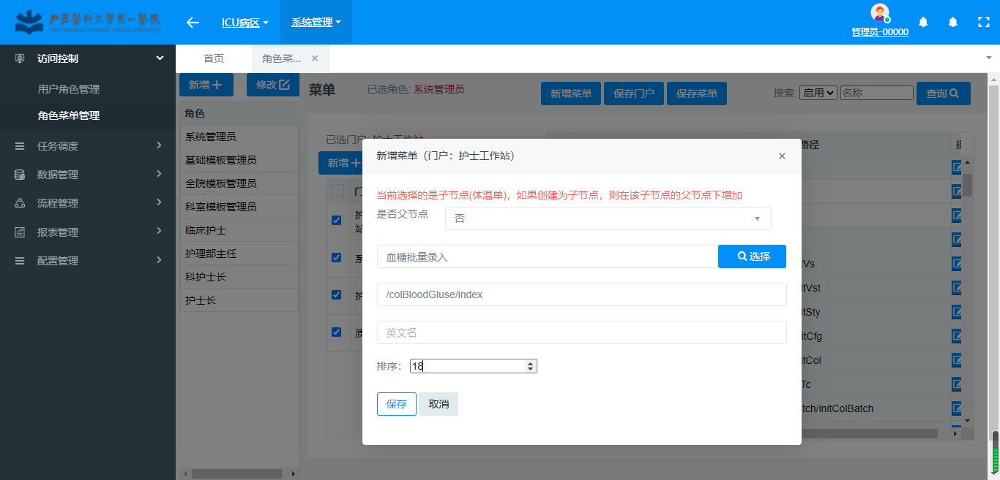 广西医科大学第一医院
ICU病区
系统管理
管理员-00000
访问控制
用户角色管理
角色菜单管理
任务调度
数据管理
流程管理
报表管理
配置管理
首页
角色菜...
新增
修改
角色
系统管理员
基础模板管理员
全院模板管理员
科室模板管理员
临床护士
护理部主任
科护士长
护士长
菜单
已选角色: 系统管理员
新增菜单
保存门户
保存菜单
搜索:
启用
名称
查询
已选门户: 护士工作站
新增
路径
新增菜单（门户：护士工作站）
×
当前选择的是子节点(体温单)，如果创建为子节点，则在该子节点的父节点下增加
是否父节点
否
血糖批量录入
选择
/colBloodGluse/index
英文名
排序：
18
保存
取消
itVst
itSty
itCfg
itCol
Tc
tch/initColBatch